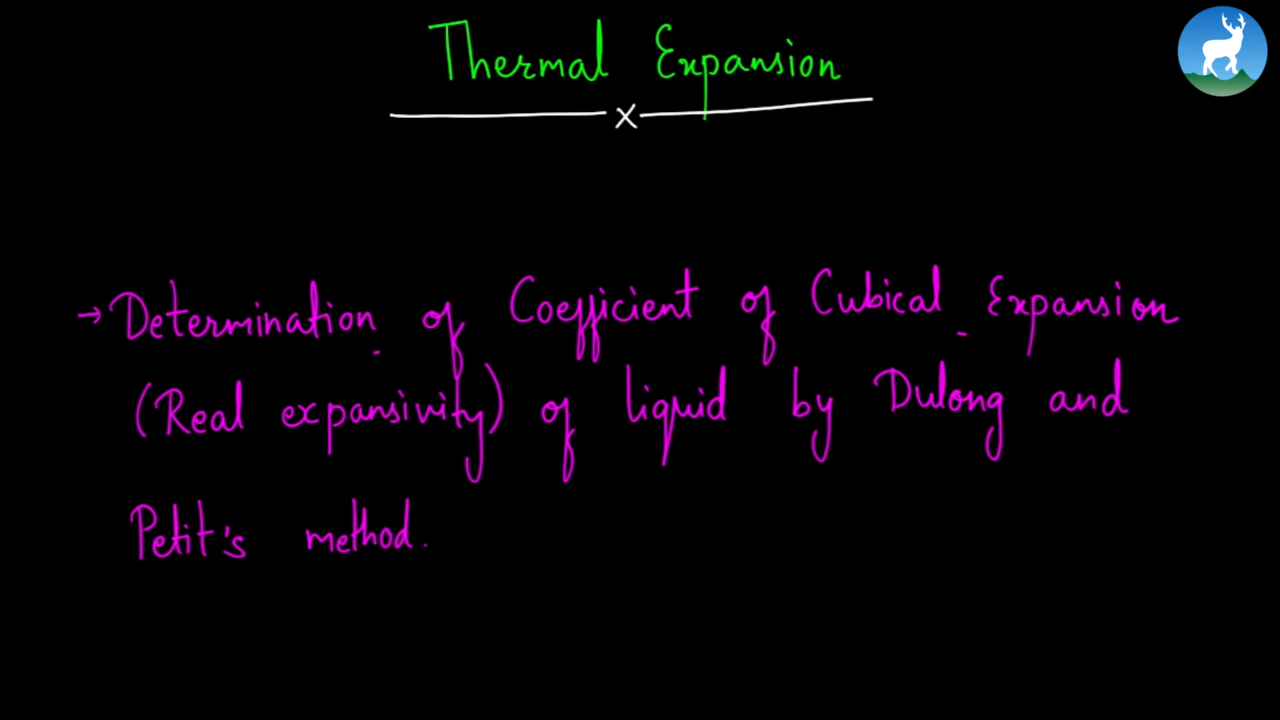 Thermal Expansion
x
→ Determination of Coefficient of Cubical Expansion
(Real expansivity) of liquid by Dulong and
Petit's method.